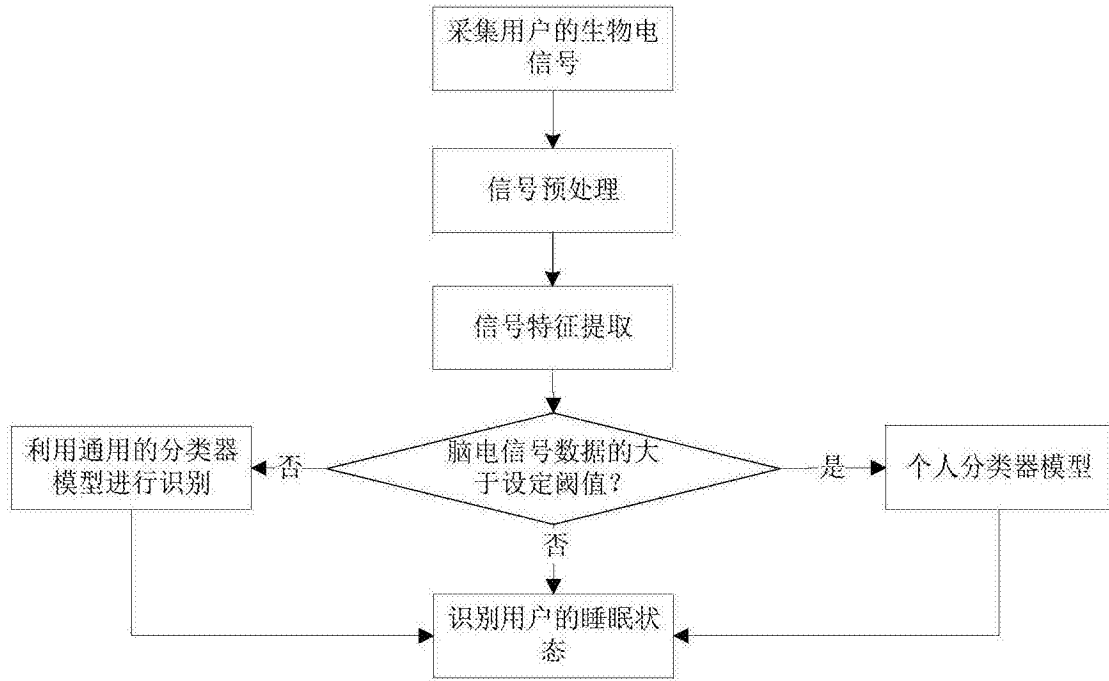 采集用户的生物电
信号
信号预处理
信号特征提取
脑电信号数据的大
于设定阈值？
利用通用的分类器
模型进行识别
否
是
个人分类器模型
否
识别用户的睡眠状
态